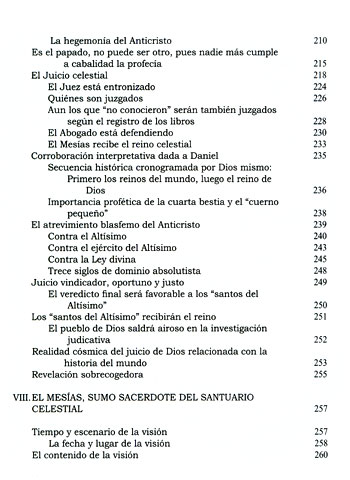 La hegemonía del Anticristo 210
Es el papado, no puede ser otro, pues nadie más cumple
a cabalidad la profecía 215
El Juicio celestial 218
El Juez está entronizado 224
Quiénes son juzgados 226
Aun los que “no conocieron” serán también juzgados
según el registro de los libros 228
El Abogado está defendiendo 230
El Mesías recibe el reino celestial 233
Corroboración interpretativa dada a Daniel 235
Secuencia histórica cronogramada por Dios mismo:
Primero los reinos del mundo, luego el reino de
Dios 236
Importancia profética de la cuarta bestia y el “cuerno
pequeño” 238
El atrevimiento blasfemo del Anticristo 239
Contra el Altísimo 240
Contra el ejército del Altísimo 243
Contra la Ley divina 245
Trece siglos de dominio absolutista 248
Juicio vindicador, oportuno y justo 249
El veredicto final será favorable a los “santos del
Altísimo” 250
Los “santos del Altísimo” recibirán el reino 251
El pueblo de Dios saldrá airoso en la investigación
judicativa 252
Realidad cósmica del juicio de Dios relacionada con la
historia del mundo 253
Revelación sobrecogedora 255
VIII. EL MESÍAS, SUMO SACERDOTE DEL SANTUARIO
CELESTIAL 257
Tiempo y escenario de la visión 257
La fecha y lugar de la visión 258
El contenido de la visión 260